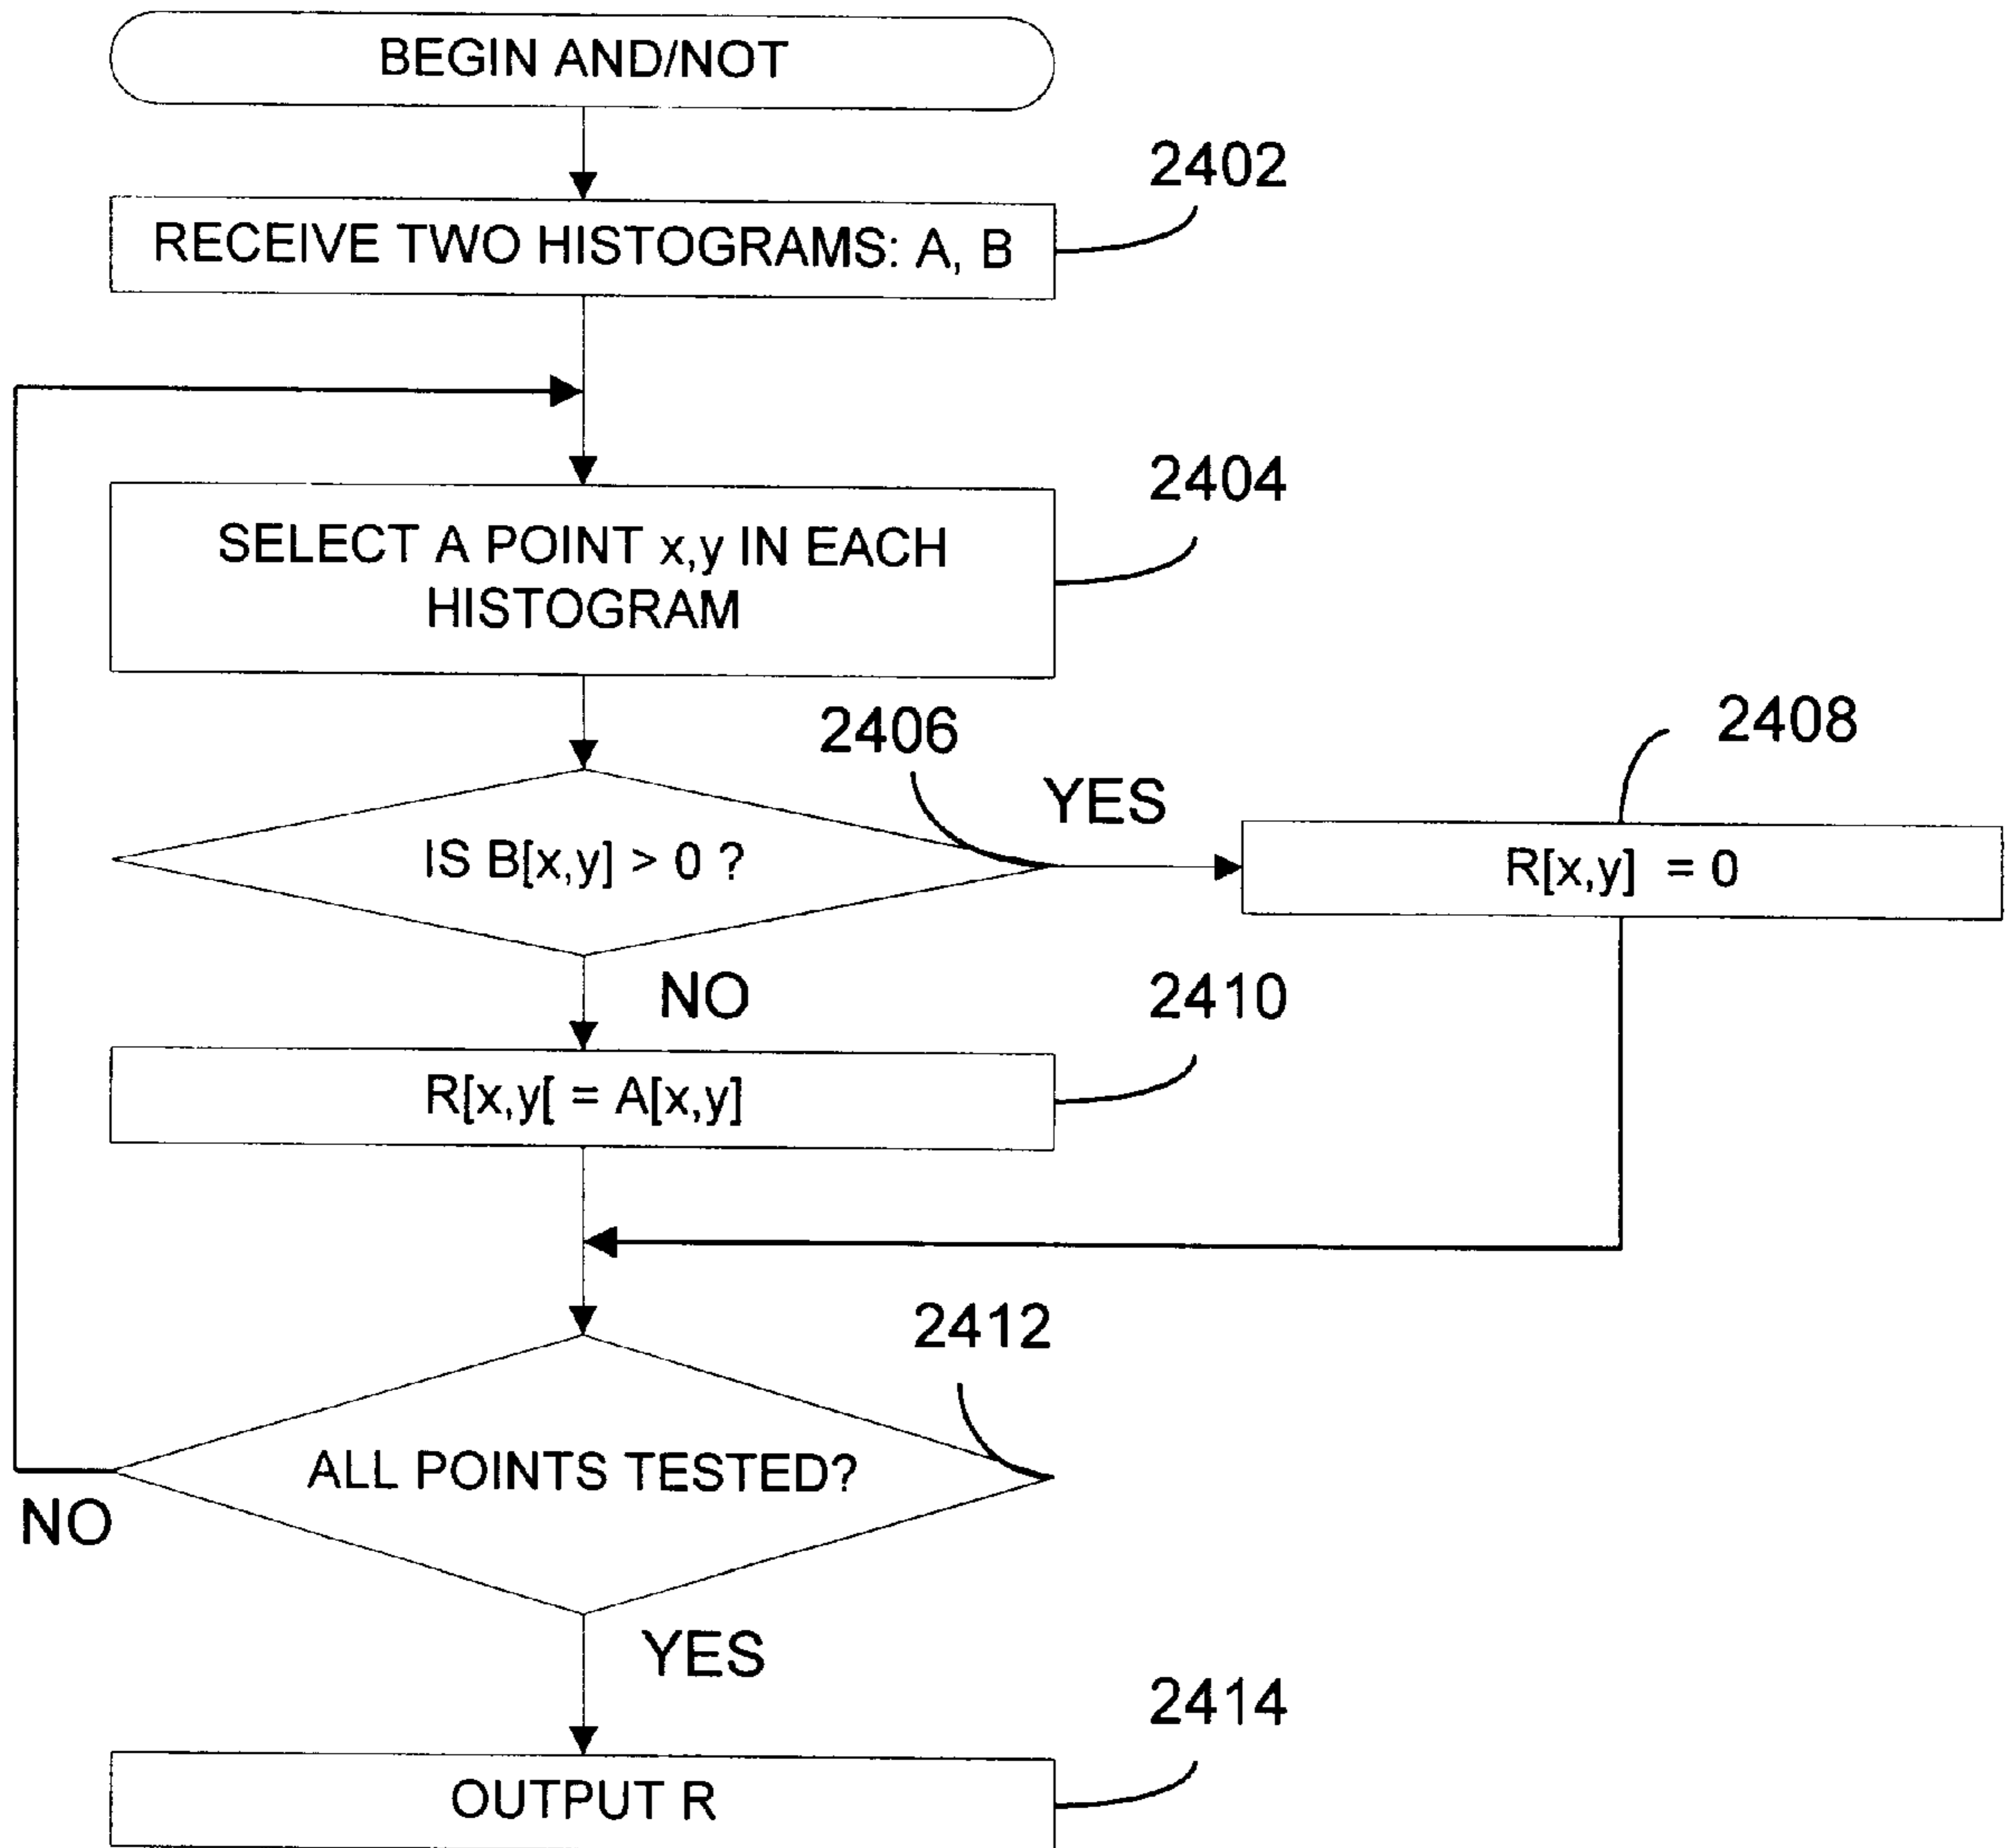 BEGIN AND/NOT
2402
RECEIVE TWO HISTOGRAMS: A, B
2404
SELECT A POINT x,y IN EACH
HISTOGRAM
2406
YES
2408
IS B[x,y] > 0 ?
R[x,y] = 0
NO
2410
R[x,y[ = A[x,y]
2412
ALL POINTS TESTED?
NO
YES
2414
OUTPUT R